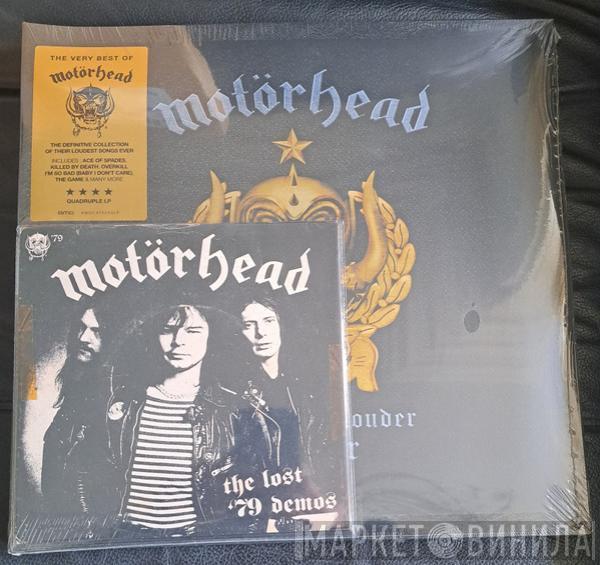 THE VERY BEST OF
motörhead
THE DEFINITIVE COLLECTION
OF THEIR LOUDEST SONGS EVER
INCLUDES: ACE OF SPADES,
KILLED BY DEATH, OVERKILL
I'M SO BAD (BABY I DON'T CARE),
THE GAME & MANY MORE
QUADRUPLE LP
motörhead
'79
motörhead
the lost
'79 demos
ouder
r
МАРКЕТ ВИНИЛА